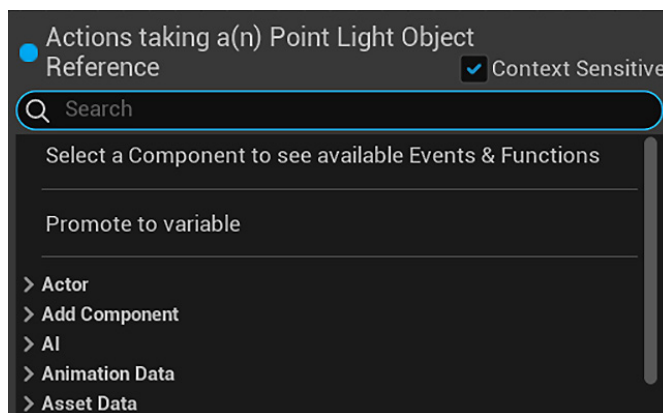 Actions taking a(n) Point Light Object
Reference
Context Sensitive
Search
Select a Component to see available Events & Functions
Promote to variable
Actor
Add Component
AI
Animation Data
Asset Data